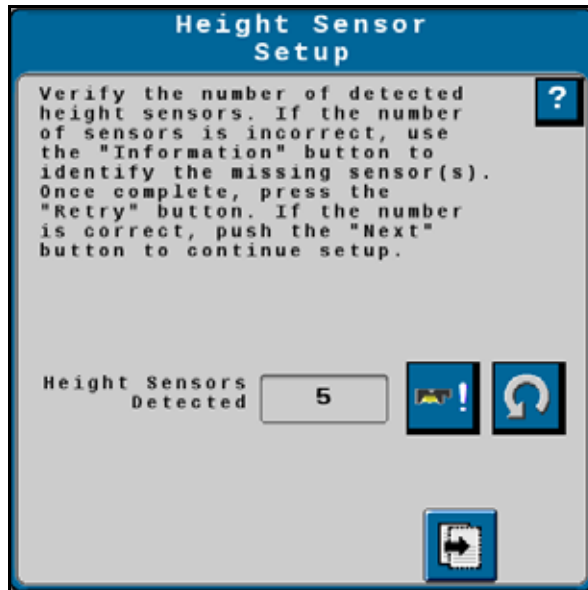 Height Sensor
Setup
Verify the number of detected
height sensors. If the number
of sensors is incorrect, use
the "Information" button to
identify the missing sensor(s).
Once complete, press the
"Retry" button. If the number
is correct, push the "Next"
button to continue setup.
?
Height Sensors
Detected
5
!